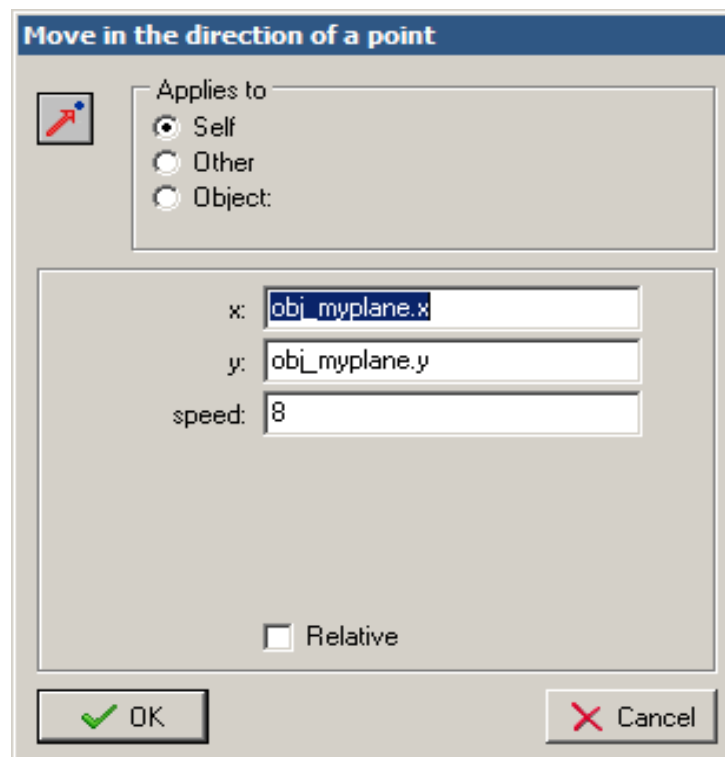 Move in the direction of a point
Applies to
Self
Other
Object:
x: obj_myplane.x
y: obj_myplane.y
speed: 8
Relative
OK Cancel